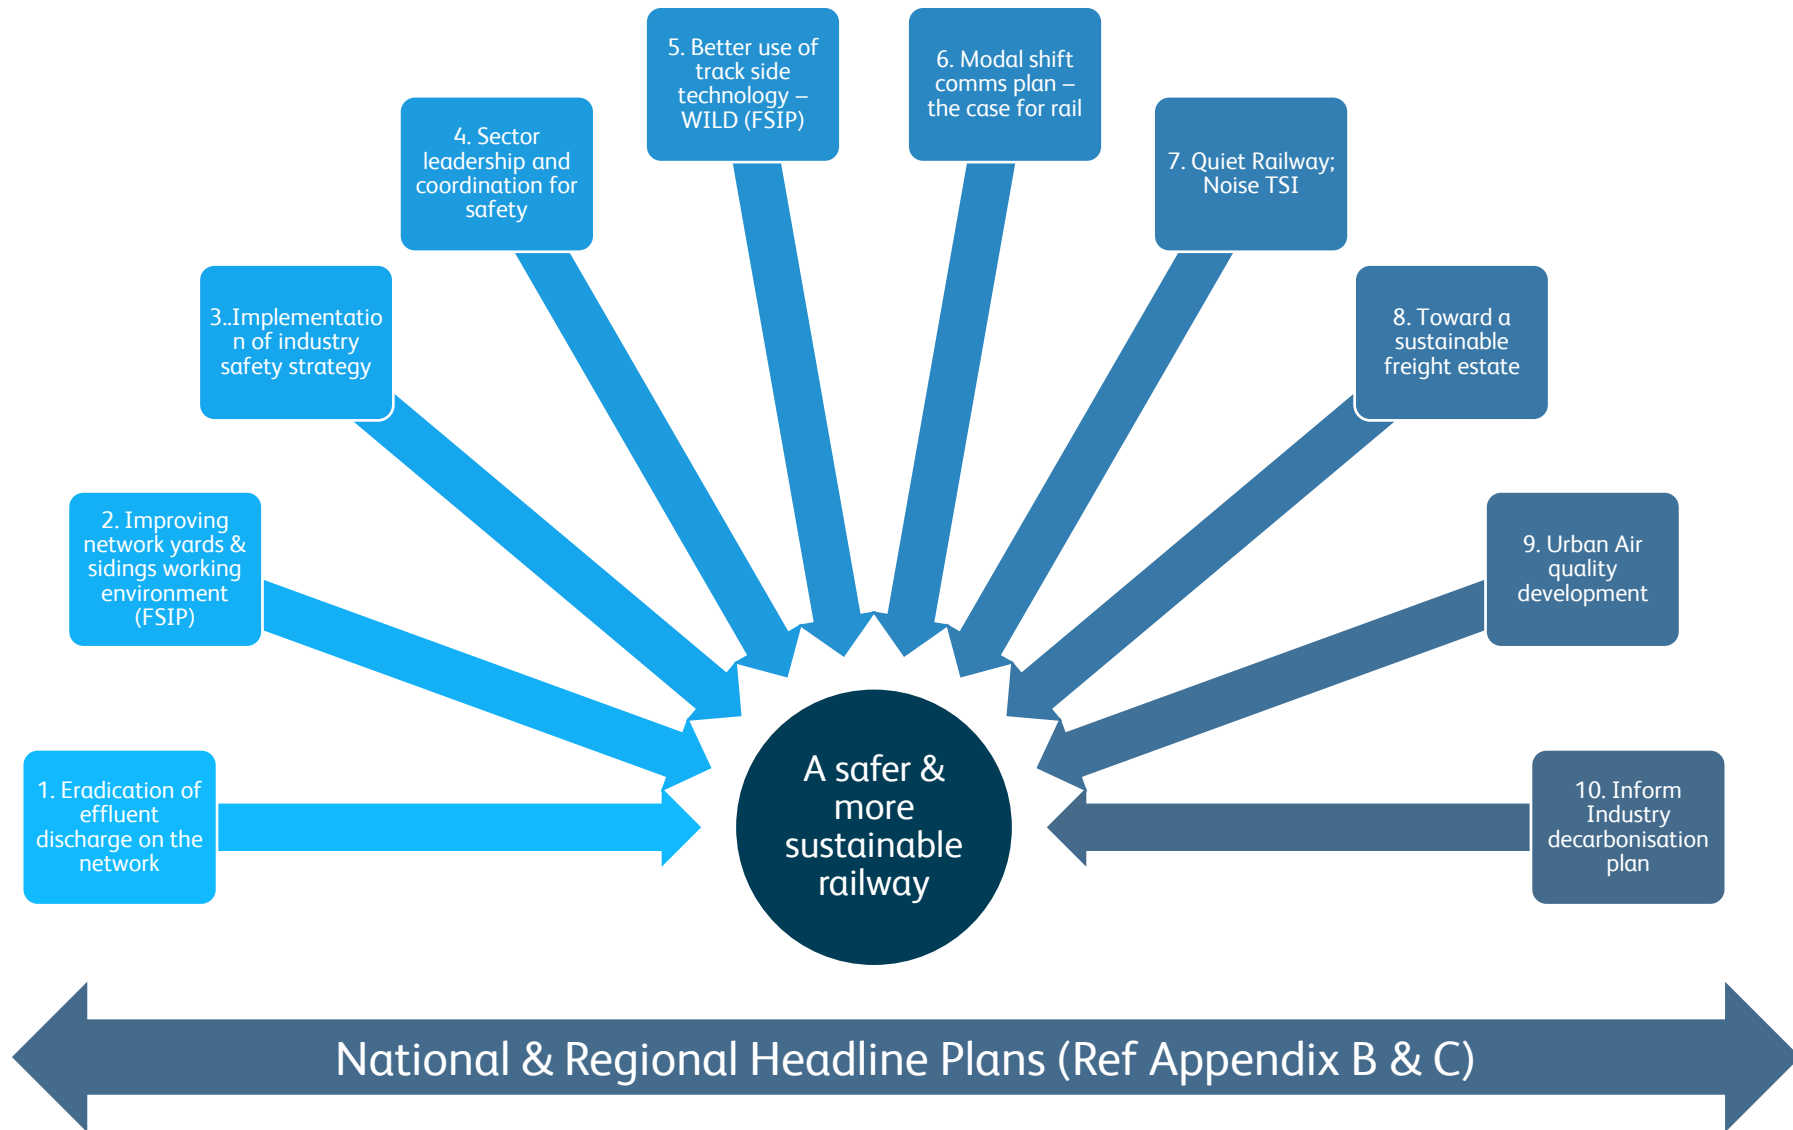 1. Eradication of
effluent
discharge on the
network
2. Improving
network yards &
sidings working
environment
(FSIP)
3..Implementatio
n of industry
safety strategy
4. Sector
leadership and
coordination for
safety
5. Better use of
track side
technology –
WILD (FSIP)
6. Modal shift
comms plan –
the case for rail
7. Quiet Railway;
Noise TSI
8. Toward a
sustainable
freight estate
9. Urban Air
quality
development
10. Inform
Industry
decarbonisation
plan
A safer &
more
sustainable
railway
National & Regional Headline Plans (Ref Appendix B & C)